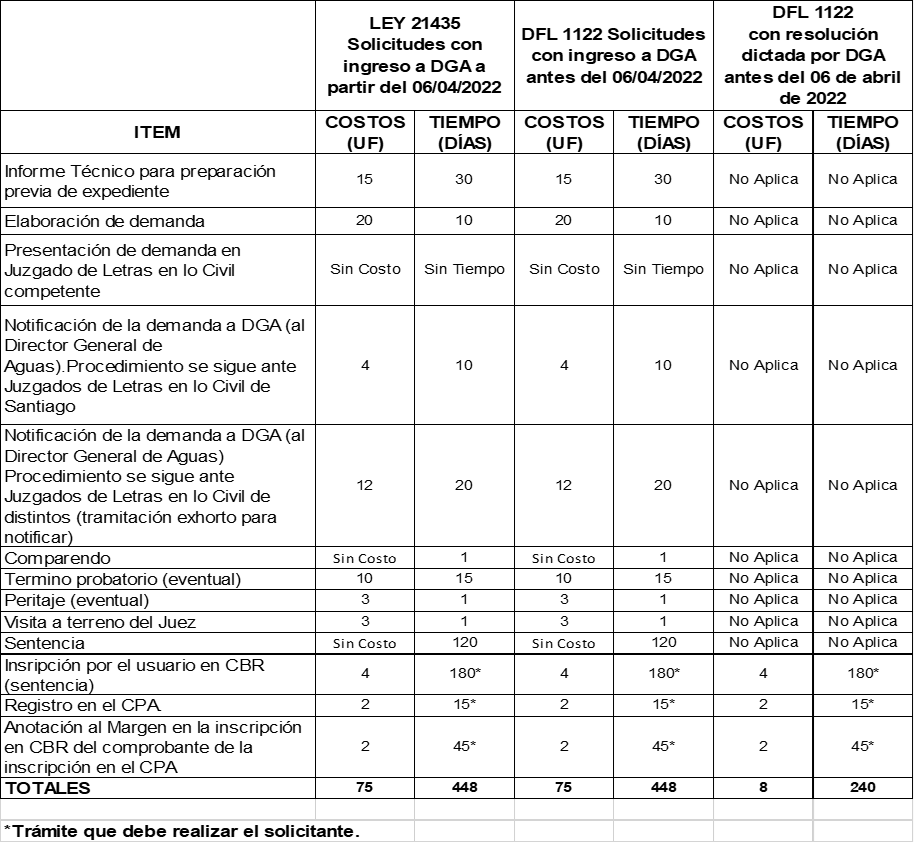 LEY 21435
Solicitudes con
ingreso a DGA a
partir del 06/04/2022
DFL 1122 Solicitudes
con ingreso a DGA
antes del 06/04/2022
DFL 1122
con resolución
dictada por DGA
antes del 06 de abril
de 2022
ITEM
COSTOS (UF) TIEMPO (DÍAS) COSTOS (UF) TIEMPO (DÍAS) COSTOS (UF) TIEMPO (DÍAS)
Informe Técnico para preparación
previa de expediente
15 30 15 30 No Aplica No Aplica
Elaboración de demanda 20 10 20 10 No Aplica No Aplica
Presentación de demanda en
Juzgado de Letras en lo Civil
competente
Sin Costo Sin Tiempo Sin Costo Sin Tiempo No Aplica No Aplica
Notificación de la demanda a DGA (al
Director General de
Aguas).Procedimiento se sigue ante
Juzgados de Letras en lo Civil de
Santiago
4 10 4 10 No Aplica No Aplica
Notificación de la demanda a DGA (al
Director General de Aguas)
Procedimiento se sigue ante
Juzgados de Letras en lo Civil de
distintos (tramitación exhorto para
notificar)
12 20 12 20 No Aplica No Aplica
Comparendo Sin Costo 1 Sin Costo 1 No Aplica No Aplica
Termino probatorio (eventual) 10 15 10 15 No Aplica No Aplica
Peritaje (eventual) 3 1 3 1 No Aplica No Aplica
Visita a terreno del Juez 3 1 3 1 No Aplica No Aplica
Sentencia Sin Costo 120 Sin Costo 120 No Aplica No Aplica
Insripción por el usuario en CBR
(sentencia)
4 180* 4 180* 4 180*
Registro en el CPA. 2 15* 2 15* 2 15*
Anotación al Margen en la inscripción
en CBR del comprobante de la
inscripción en el CPA
2 45* 2 45* 2 45*
TOTALES 75 448 75 448 8 240
*Trámite que debe realizar el solicitante.